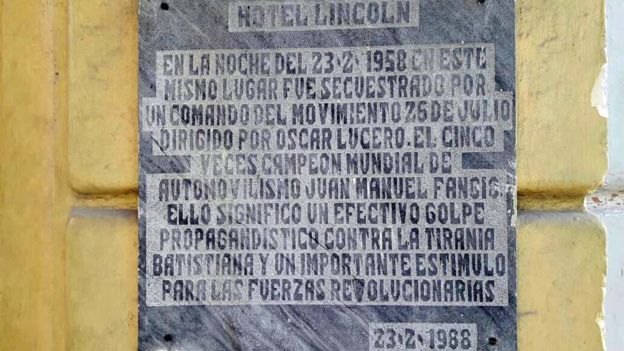 HOTEL LINCOLN
EN LA NOCHE DEL 23·2·1958 EN ESTE
MISMO LUGAR FUE SECUESTRADO POR
UN COMANDO DEL MOVIMIENTO 26 DE JULIO
DIRIGIDO POR OSCAR LUCERO. EL CINCO
VECES CAMPEON MUNDIAL DE
AUTONOVILISMO JUAN MANUEL FANGIO
ELLO SIGNIFICO UN EFECTIVO GOLPE
PROPAGANDISTICO CONTRA LA TIRANIA
BATISTIANA Y UN IMPORTANTE ESTIMULO
PARA LAS FUERZAS REVOLUCIONARIAS
23·2·1988